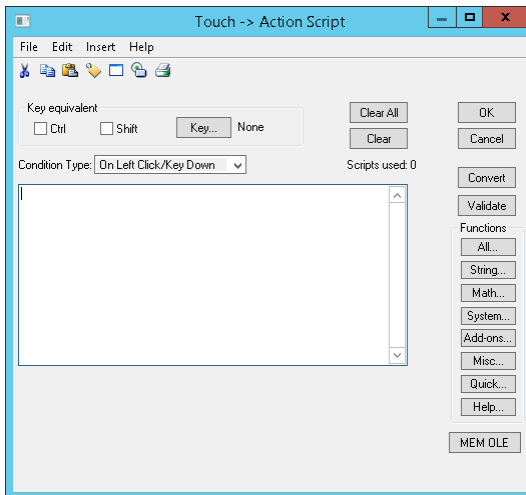 Touch -> Action Script
File Edit Insert Help
Key equivalent
Ctrl Shift Key... None
Clear All
Clear
OK
Cancel
Condition Type: On Left Click/Key Down
Scripts used: 0
Convert
Validate
Functions
All...
String...
Math...
System...
Add-ons...
Misc...
Quick...
Help...
MEM OLE